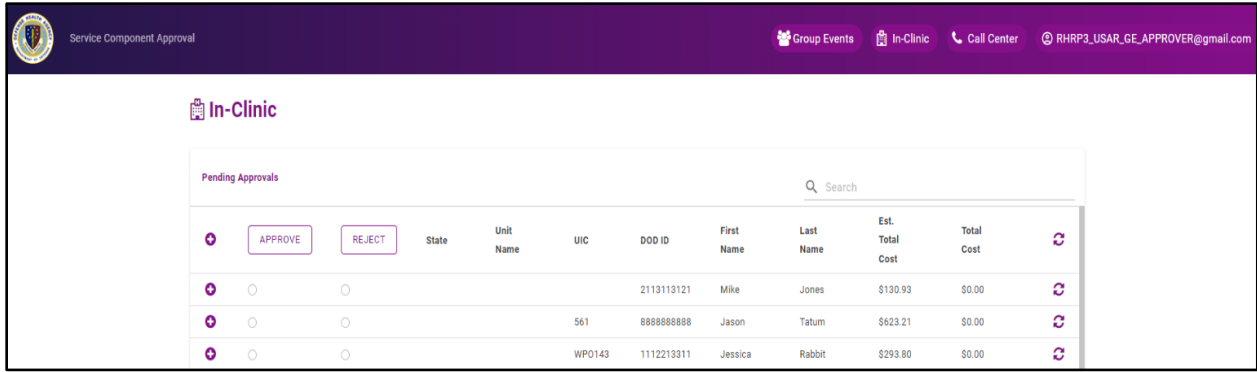 Service Component Approval
Group Events
In-Clinic
Call Center
RHRP3_USAR_GE_APPROVER@gmail.com
In-Clinic
Pending Approvals
Search
APPROVE REJECT State Unit Name UIC DOD ID First Name Last Name Est. Total Cost Total Cost
2113113121 Mike Jones $130.93 $0.00
561 8888888888 Jason Tatum $623.21 $0.00
WP0143 1112213311 Jessica Rabbit $293.80 $0.00